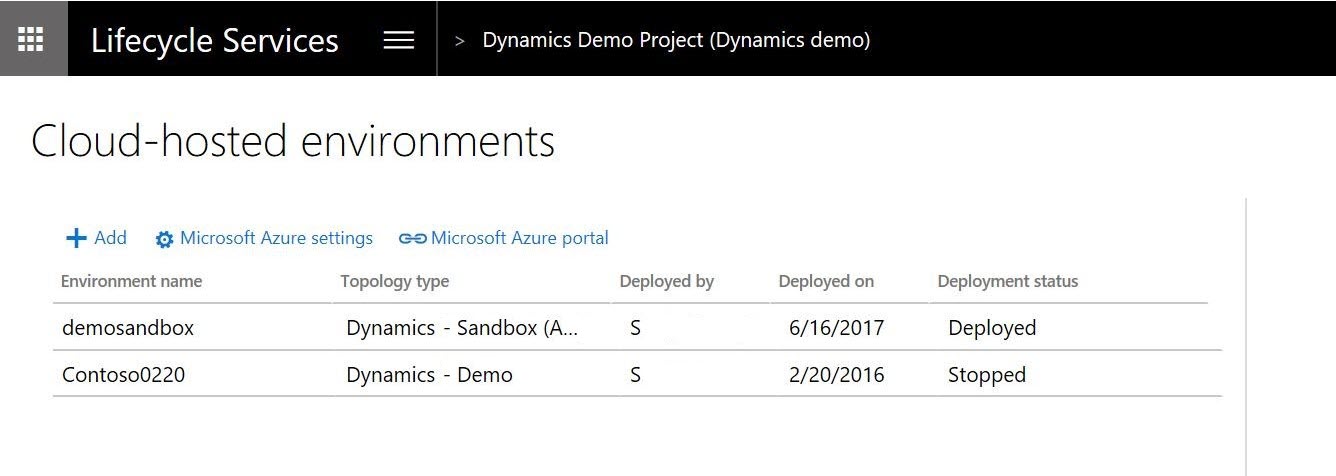 Lifecycle Services > Dynamics Demo Project (Dynamics demo)
Cloud-hosted environments
Add Microsoft Azure settings Microsoft Azure portal
Environment name Topology type Deployed by Deployed on Deployment status
demosandbox Dynamics - Sandbox (A... S 6/16/2017 Deployed
Contoso0220 Dynamics - Demo S 2/20/2016 Stopped